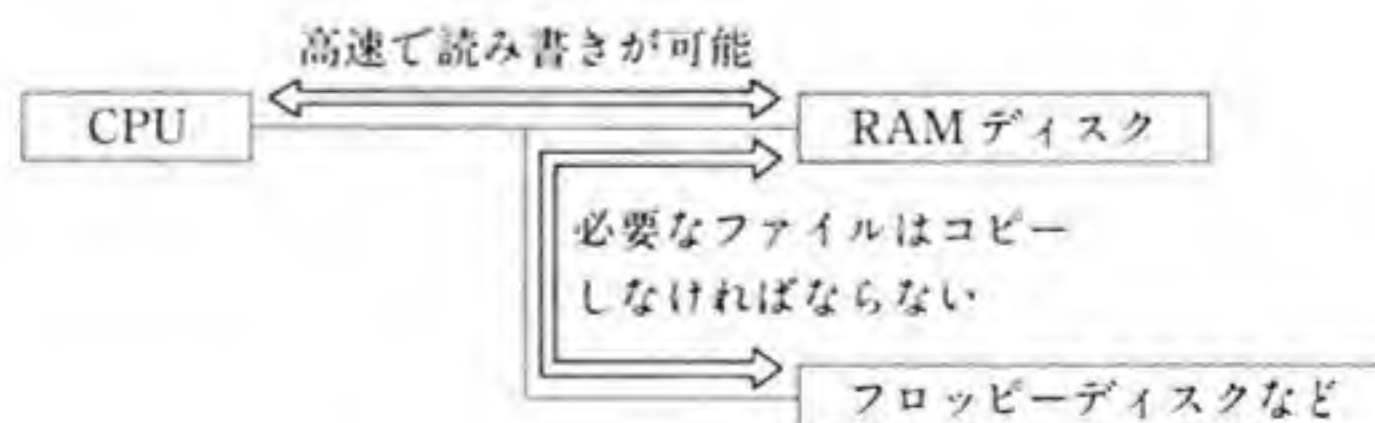 高速で読み書きが可能
CPU
RAMディスク
必要なファイルはコピー
しなければならない
フロッピーディスクなど